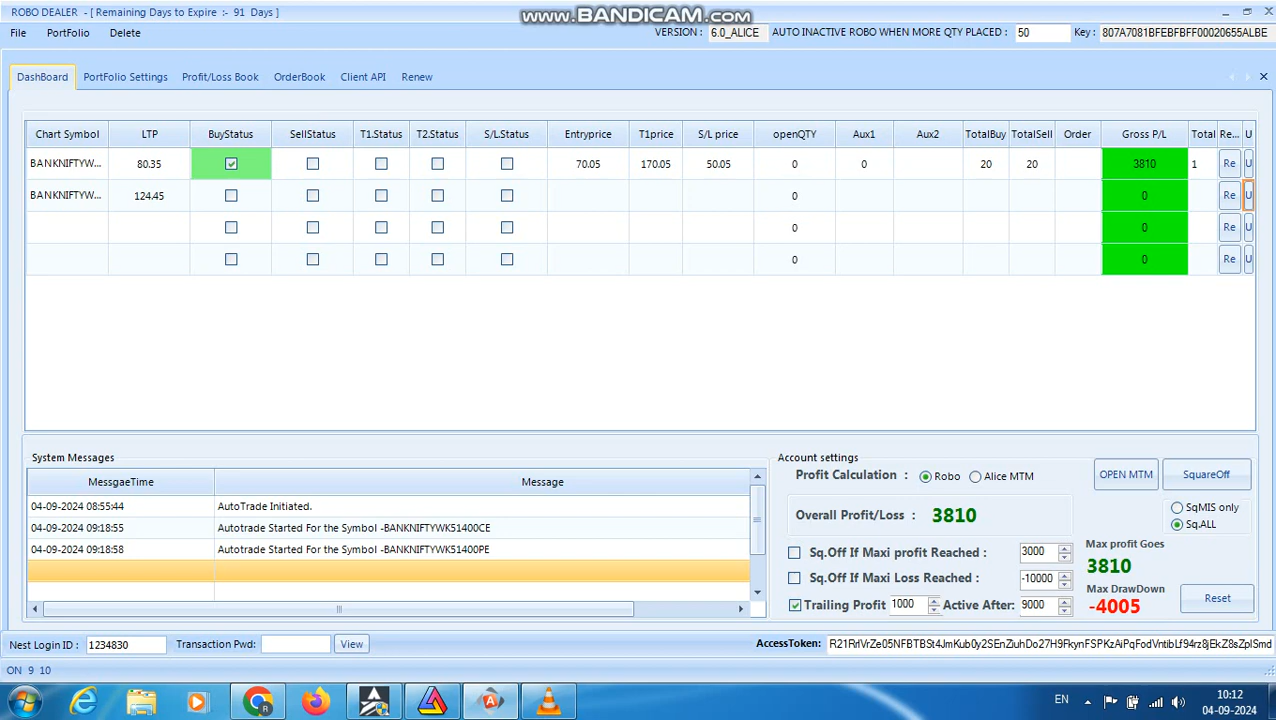 ROBO DEALER - [ Remaining Days to Expire :- 91 Days ]
www.BANDICAM.com
File PortFolio Delete
VERSION : 6.0_ALICE AUTO INACTIVE ROBO WHEN MORE QTY PLACED : 50 Key : 807A7081BFEBFBFF00020655ALBE
DashBoard PortFolio Settings Profit/Loss Book OrderBook Client API Renew
Chart Symbol LTP BuyStatus SellStatus T1.Status T2.Status S/L.Status Entryprice T1price S/L price openQTY Aux1 Aux2 TotalBuy TotalSell Order Gross P/L Total Re... U
BANKNIFTYW... 80.35 70.05 170.05 50.05 0 0 20 20 3810 1 Re U
BANKNIFTYW... 124.45 0 0 Re U
0 0 Re U
0 0 Re U
System Messages
MessgaeTime Message
04-09-2024 08:55:44 AutoTrade Initiated.
04-09-2024 09:18:55 Autotrade Started For the Symbol -BANKNIFTYWK51400CE
04-09-2024 09:18:58 Autotrade Started For the Symbol -BANKNIFTYWK51400PE
Account settings
Profit Calculation : Robo Alice MTM OPEN MTM SquareOff
Overall Profit/Loss : 3810
SqMIS only
Sq.ALL
Sq.Off If Maxi profit Reached : 3000
Max profit Goes
3810
Sq.Off If Maxi Loss Reached : -10000
Max DrawDown
-4005
Trailing Profit 1000 Active After: 9000
Reset
Nest Login ID : 1234830 Transaction Pwd: View
AccessToken:
ON 9 10
EN 10:12
04-09-2024